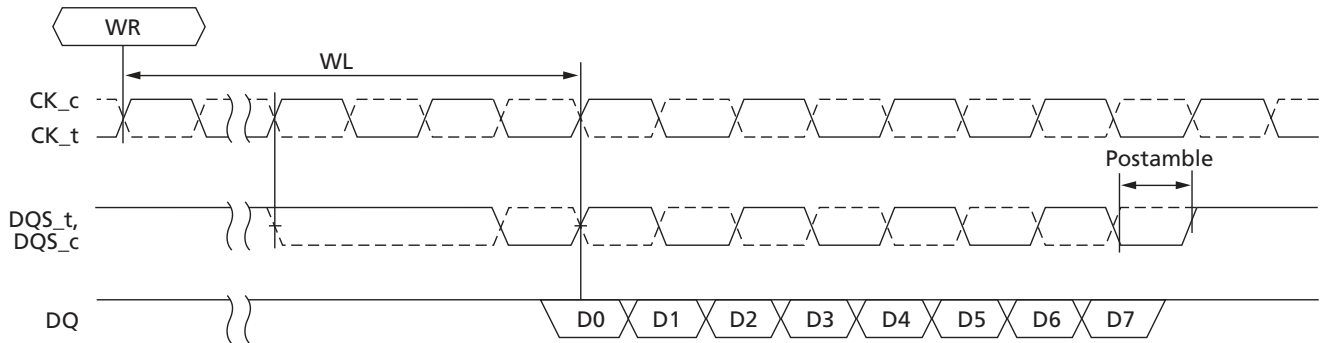 WR
WL
CK_c
CK_t
Postamble
DQS_t,
DQS_c
DQ
D0
D1
D2
D3
D4
D5
D6
D7